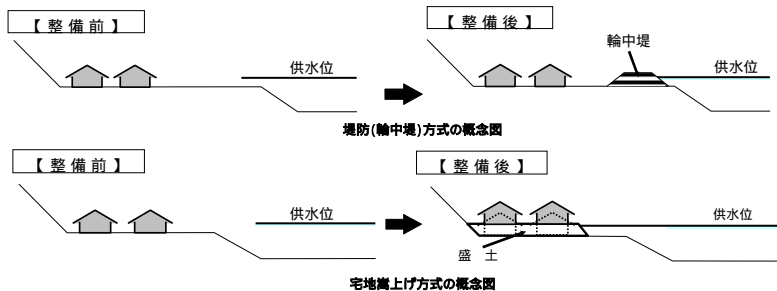 【 整 備 前 】
【 整 備 後 】
輪中堤
供水位
供水位
堤防(輪中堤)方式の概念図
【 整 備 前 】
【 整 備 後 】
供水位
供水位
盛 土
宅地嵩上げ方式の概念図